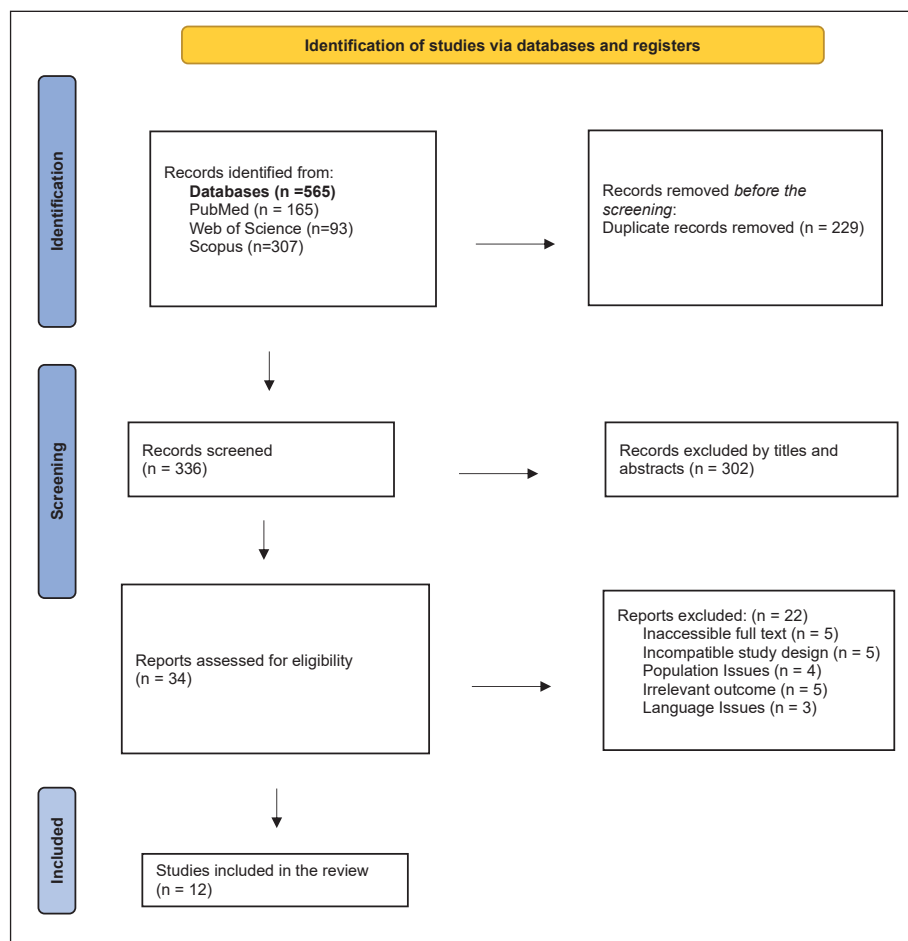 Identification of studies via databases and registers
Identification
Records identified from:
Databases (n =565)
PubMed (n = 165)
Web of Science (n=93)
Scopus (n=307)
Records removed before the
screening:
Duplicate records removed (n = 229)
Screening
Records screened
(n = 336)
Records excluded by titles and
abstracts (n = 302)
Reports assessed for eligibility
(n = 34)
Reports excluded: (n = 22)
Inaccessible full text (n = 5)
Incompatible study design (n = 5)
Population Issues (n = 4)
Irrelevant outcome (n = 5)
Language Issues (n = 3)
Included
Studies included in the review
(n = 12)